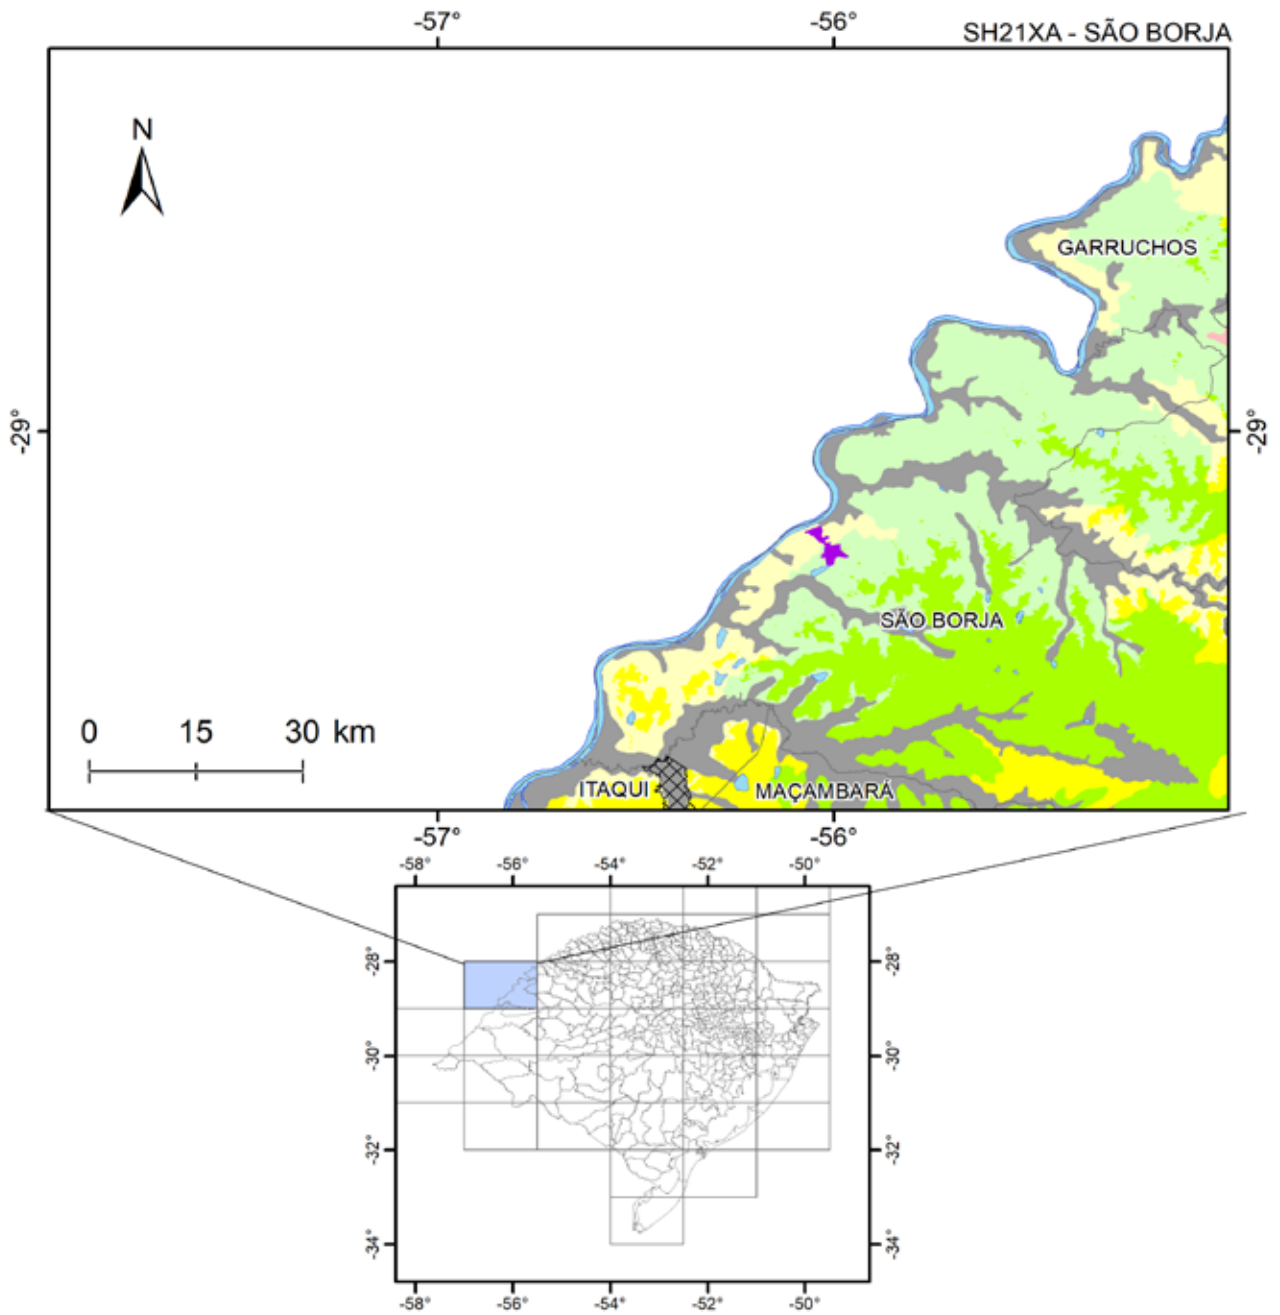 -57° -56°
SH21XA - SÃO BORJA
N
GARRUCHOS
-29° -29°
SÃO BORJA
0 15 30 km
ITAQUI MAÇAMBARÁ
-57° -56°
-58° -56° -54° -52° -50°
-28° -28°
-30° -30°
-32° -32°
-34° -34°
-58° -56° -54° -52° -50°